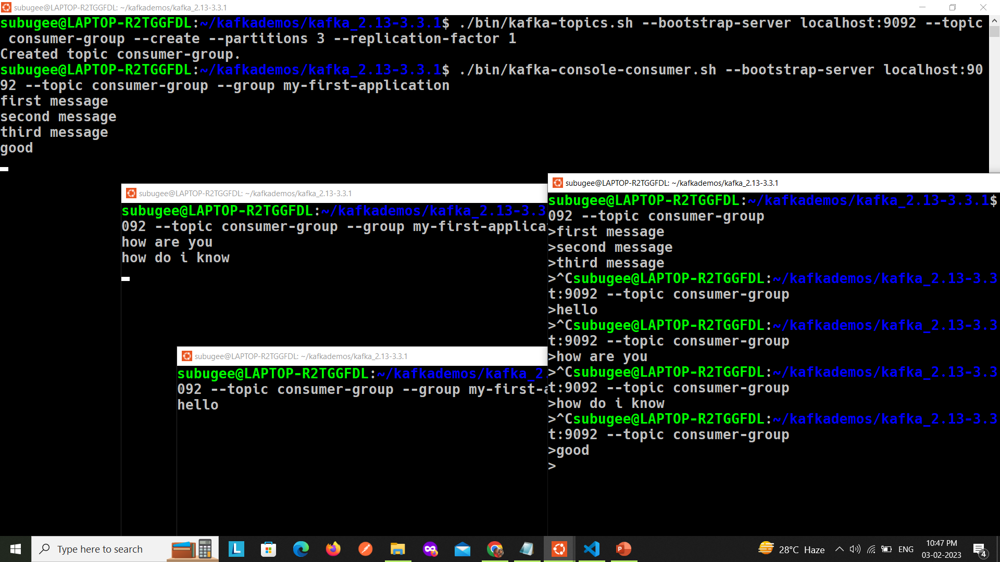 subugee@LAPTOP-R2TGGFDL: ~/kafkademos/kafka_2.13-3.3.1
subugee@LAPTOP-R2TGGFDL:~/kafkademos/kafka_2.13-3.3.1$ ./bin/kafka-topics.sh --bootstrap-server localhost:9092 --topic
consumer-group --create --partitions 3 --replication-factor 1
Created topic consumer-group.
subugee@LAPTOP-R2TGGFDL:~/kafkademos/kafka_2.13-3.3.1$ ./bin/kafka-console-consumer.sh --bootstrap-server localhost:90
92 --topic consumer-group --group my-first-application
first message
second message
third message
good
subugee@LAPTOP-R2TGGFDL: ~/kafkademos/kafka_2.13-3.3.1
subugee@LAPTOP-R2TGGFDL:~/kafkademos/kafka_2.13-3.3
092 --topic consumer-group --group my-first-applica
how are you
how do i know
subugee@LAPTOP-R2TGGFDL: ~/kafkademos/kafka_2.13-3.3.1
subugee@LAPTOP-R2TGGFDL:~/kafkademos/kafka_2
092 --topic consumer-group --group my-first-a
hello
subugee@LAPTOP-R2TGGFDL: ~/kafkademos/kafka_2.13-3.3.1
subugee@LAPTOP-R2TGGFDL:~/kafkademos/kafka_2.13-3.3.1$
092 --topic consumer-group
>first message
>second message
>third message
>^Csubugee@LAPTOP-R2TGGFDL:~/kafkademos/kafka_2.13-3.3
t:9092 --topic consumer-group
>hello
>^Csubugee@LAPTOP-R2TGGFDL:~/kafkademos/kafka_2.13-3.3
t:9092 --topic consumer-group
>how are you
>^Csubugee@LAPTOP-R2TGGFDL:~/kafkademos/kafka_2.13-3.3
t:9092 --topic consumer-group
>how do i know
>^Csubugee@LAPTOP-R2TGGFDL:~/kafkademos/kafka_2.13-3.3
t:9092 --topic consumer-group
>good
>
Type here to search
L
P
28°C Haze
ENG
10:47 PM
03-02-2023
4